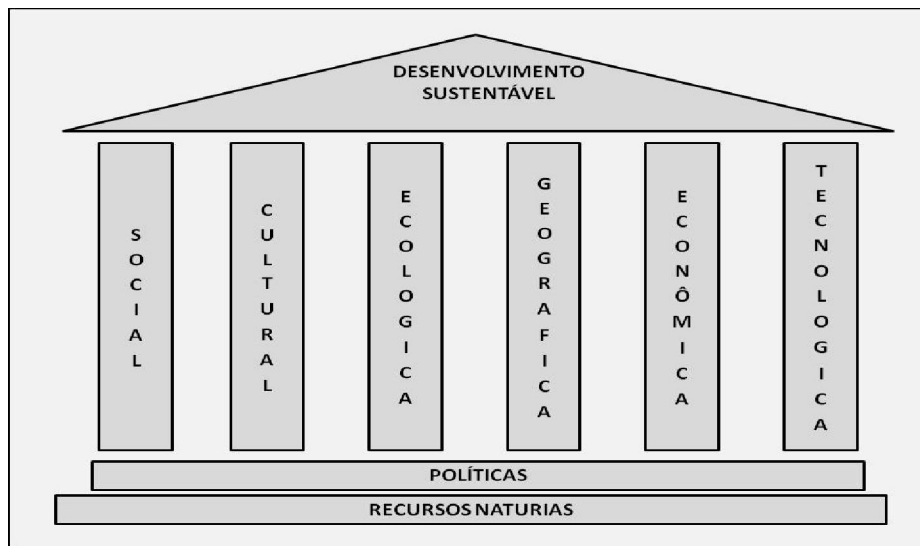 DESENVOLVIMENTO
SUSTENTÁVEL
SOCIAL
CULTURAL
ECOLOGICA
GEOGRAFICA
ECONÔMICA
TECNOLOGICA
POLÍTICAS
RECURSOS NATURIAS